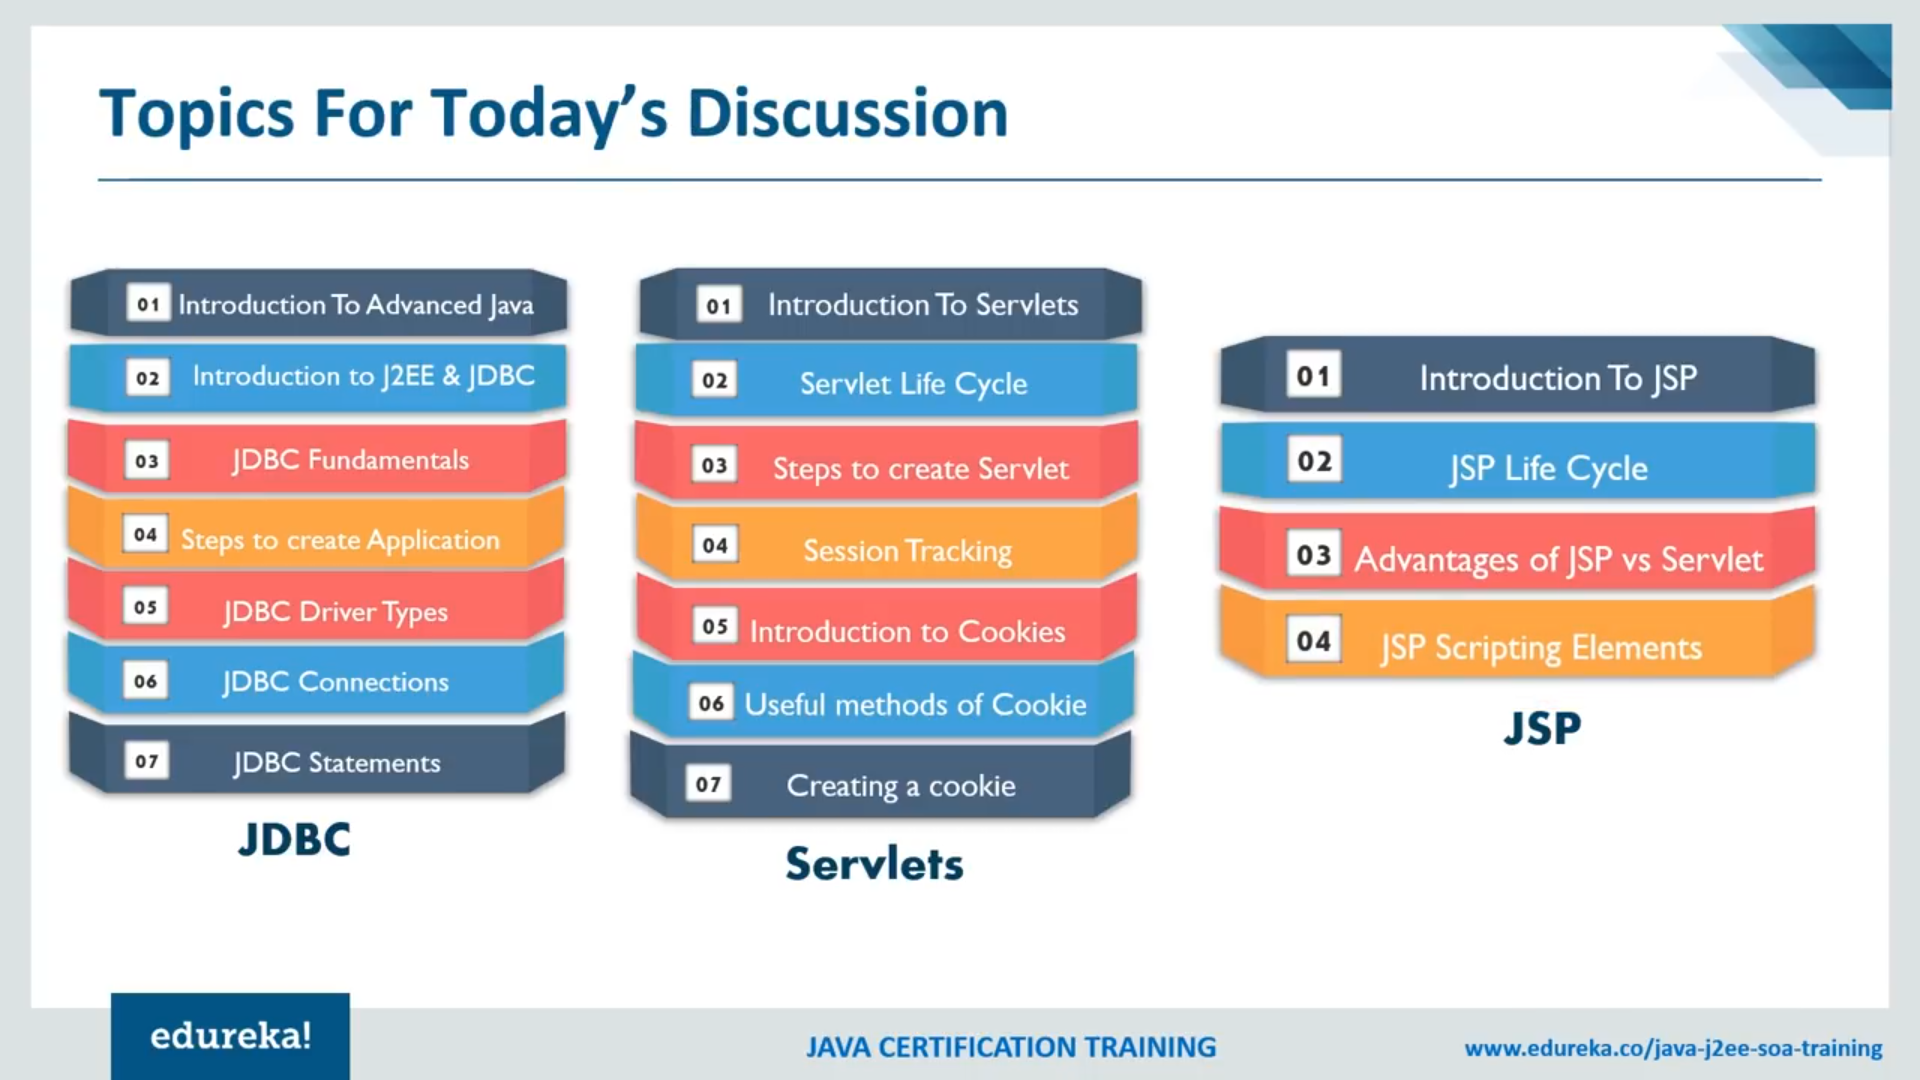 Topics For Today’s Discussion
01 Introduction To Advanced Java
02 Introduction to J2EE & JDBC
03 JDBC Fundamentals
04 Steps to create Application
05 JDBC Driver Types
06 JDBC Connections
07 JDBC Statements
JDBC
01 Introduction To Servlets
02 Servlet Life Cycle
03 Steps to create Servlet
04 Session Tracking
05 Introduction to Cookies
06 Useful methods of Cookie
07 Creating a cookie
Servlets
01 Introduction To JSP
02 JSP Life Cycle
03 Advantages of JSP vs Servlet
04 JSP Scripting Elements
JSP
edureka!
JAVA CERTIFICATION TRAINING
www.edureka.co/java-j2ee-soa-training